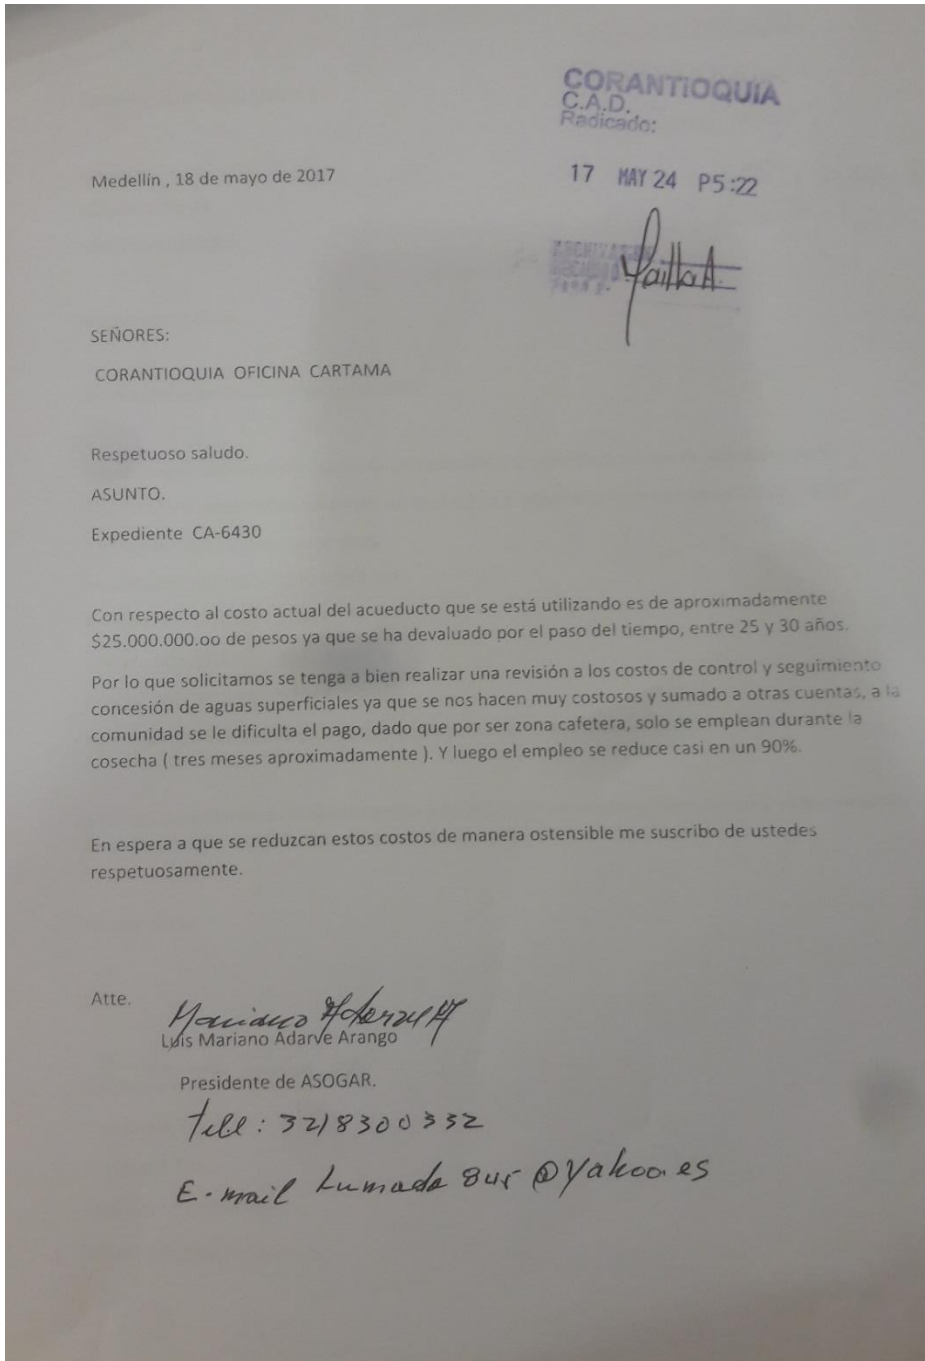 CORANTIOQUIA
C.A.D.
Radicado:
Medellín , 18 de mayo de 2017
17 MAY 24 P5:22
SEÑORES:
CORANTIOQUIA OFICINA CARTAMA
Respetuoso saludo.
ASUNTO.
Expediente CA-6430
Con respecto al costo actual del acueducto que se está utilizando es de aproximadamente
$25.000.000.oo de pesos ya que se ha devaluado por el paso del tiempo, entre 25 y 30 años.
Por lo que solicitamos se tenga a bien realizar una revisión a los costos de control y seguimiento
concesión de aguas superficiales ya que se nos hacen muy costosos y sumado a otras cuentas, a la
comunidad se le dificulta el pago, dado que por ser zona cafetera, solo se emplean durante la
cosecha ( tres meses aproximadamente ). Y luego el empleo se reduce casi en un 90%.
En espera a que se reduzcan estos costos de manera ostensible me suscribo de ustedes
respetuosamente.
Atte.
Mariano Adarve A
Luis Mariano Adarve Arango
Presidente de ASOGAR.
Tell: 3218300332
E-mail @yahoo.es